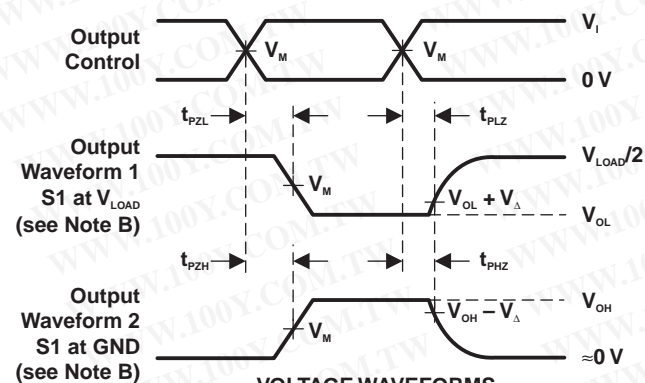 Output
Control
V_M
V_M
V_I
0 V
t_PZL
t_PLZ
Output
Waveform 1
S1 at V_LOAD
(see Note B)
V_M
V_OL + V_Δ
V_LOAD/2
V_OL
t_PZH
t_PHZ
Output
Waveform 2
S1 at GND
(see Note B)
V_M
V_OH − V_Δ
V_OH
≈0 V
VOLTAGE WAVEFORMS
WWW.100Y.COM.TW